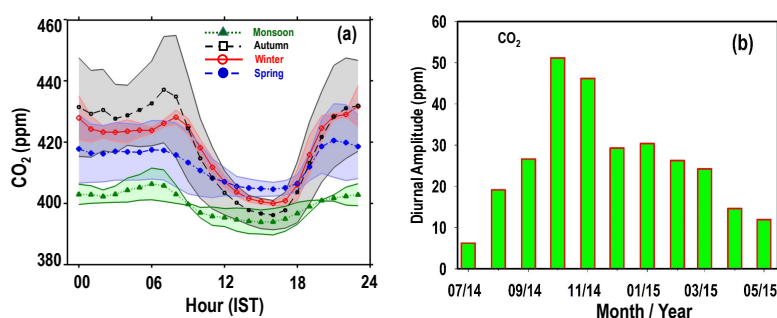 460
440
420
400
380
CO₂ (ppm)
(a)
Monsoon
Autumn
Winter
Spring
00 06 12 18 24
Hour (IST)
CO₂
(b)
60
50
40
30
20
10
0
Diurnal Amplitude (ppm)
07/14 09/14 11/14 01/15 03/15 05/15
Month / Year